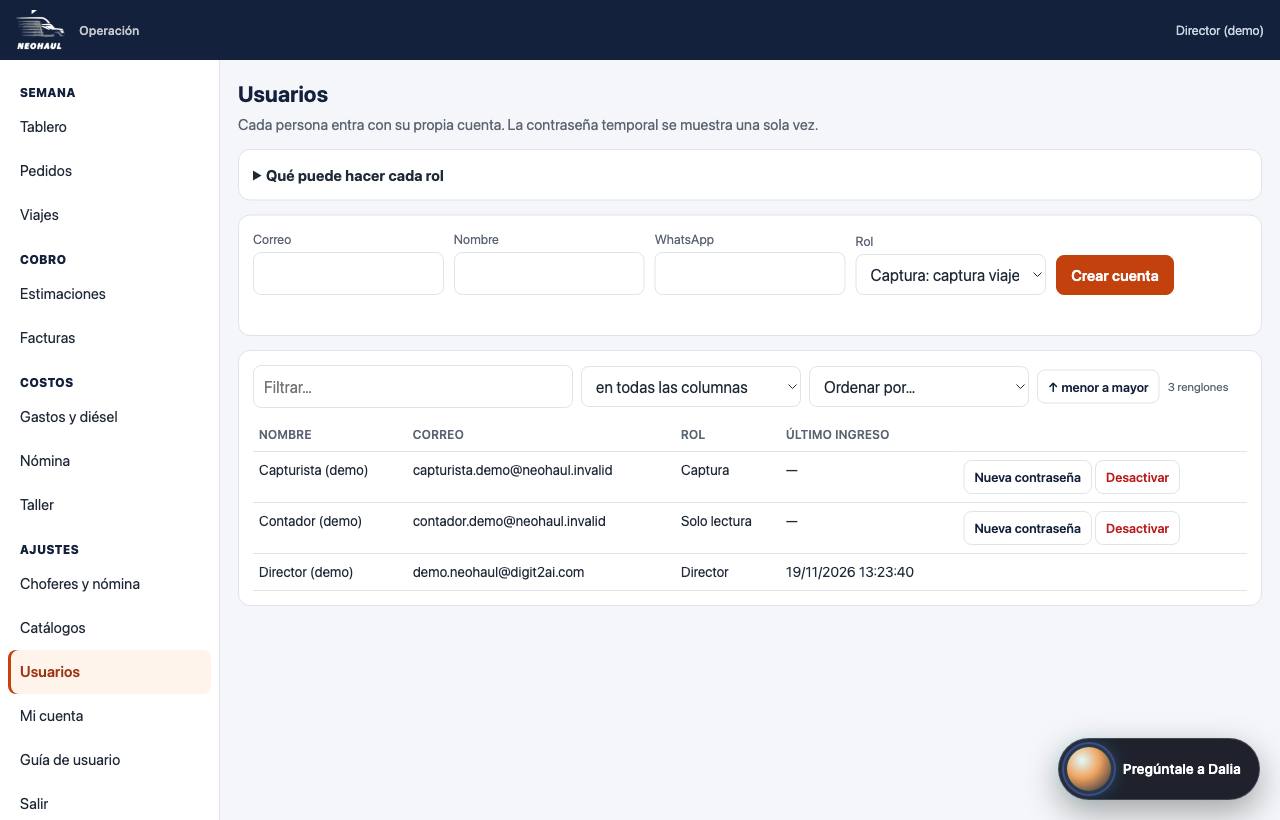 NEOHAUL
Operación
Director (demo)
SEMANA
Tablero
Pedidos
Viajes
COBRO
Estimaciones
Facturas
COSTOS
Gastos y diésel
Nómina
Taller
AJUSTES
Choferes y nómina
Catálogos
Usuarios
Mi cuenta
Guía de usuario
Salir
Usuarios
Cada persona entra con su propia cuenta. La contraseña temporal se muestra una sola vez.
Qué puede hacer cada rol
Correo Nombre WhatsApp Rol
Captura: captura viaje Crear cuenta
Filtrar... en todas las columnas Ordenar por... ↑ menor a mayor 3 renglones
NOMBRE CORREO ROL ÚLTIMO INGRESO
Capturista (demo) capturista.demo@neohaul.invalid Captura — Nueva contraseña Desactivar
Contador (demo) contador.demo@neohaul.invalid Solo lectura — Nueva contraseña Desactivar
Director (demo) demo.neohaul@digit2ai.com Director 19/11/2026 13:23:40
Pregúntale a Dalia